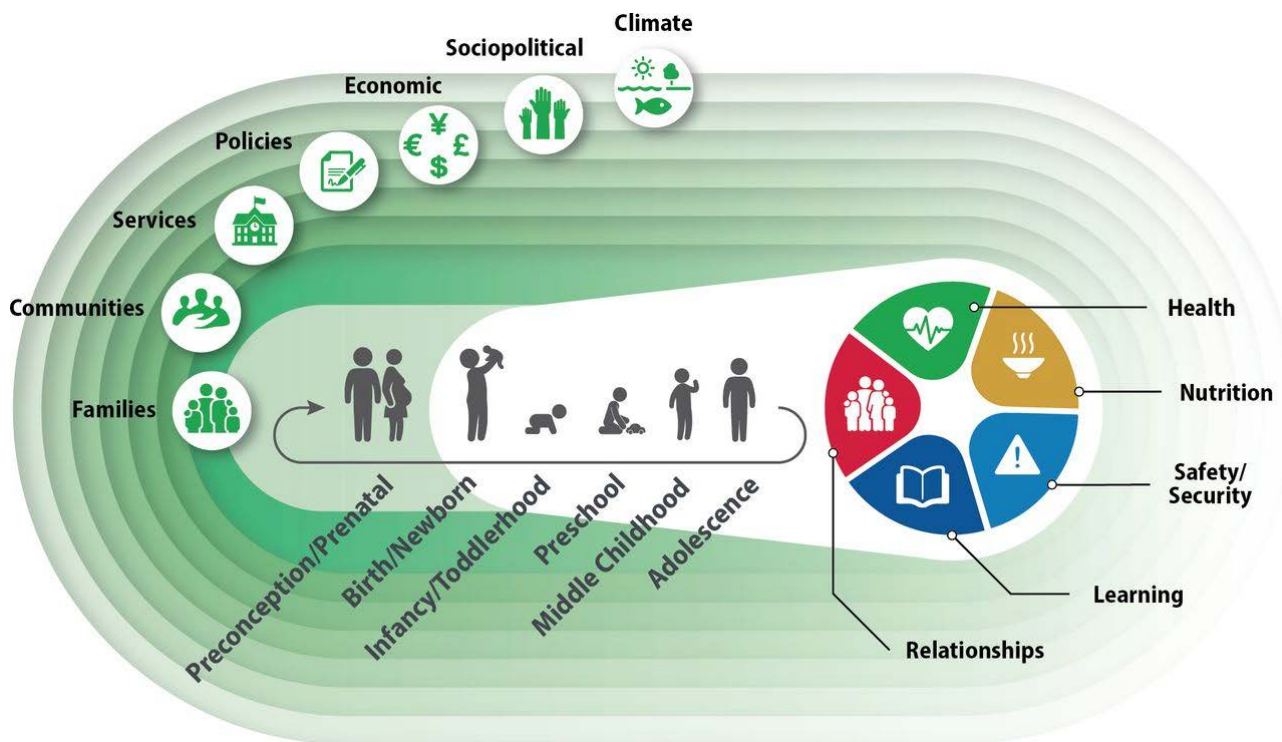 Climate
Sociopolitical
Economic
Policies
Services
Communities
Families
¥
€ £
$
Preconception/Prenatal
Birth/Newborn
Infancy/Toddlerhood
Preschool
Middle Childhood
Adolescence
Health
Nutrition
Safety/
Security
Learning
Relationships